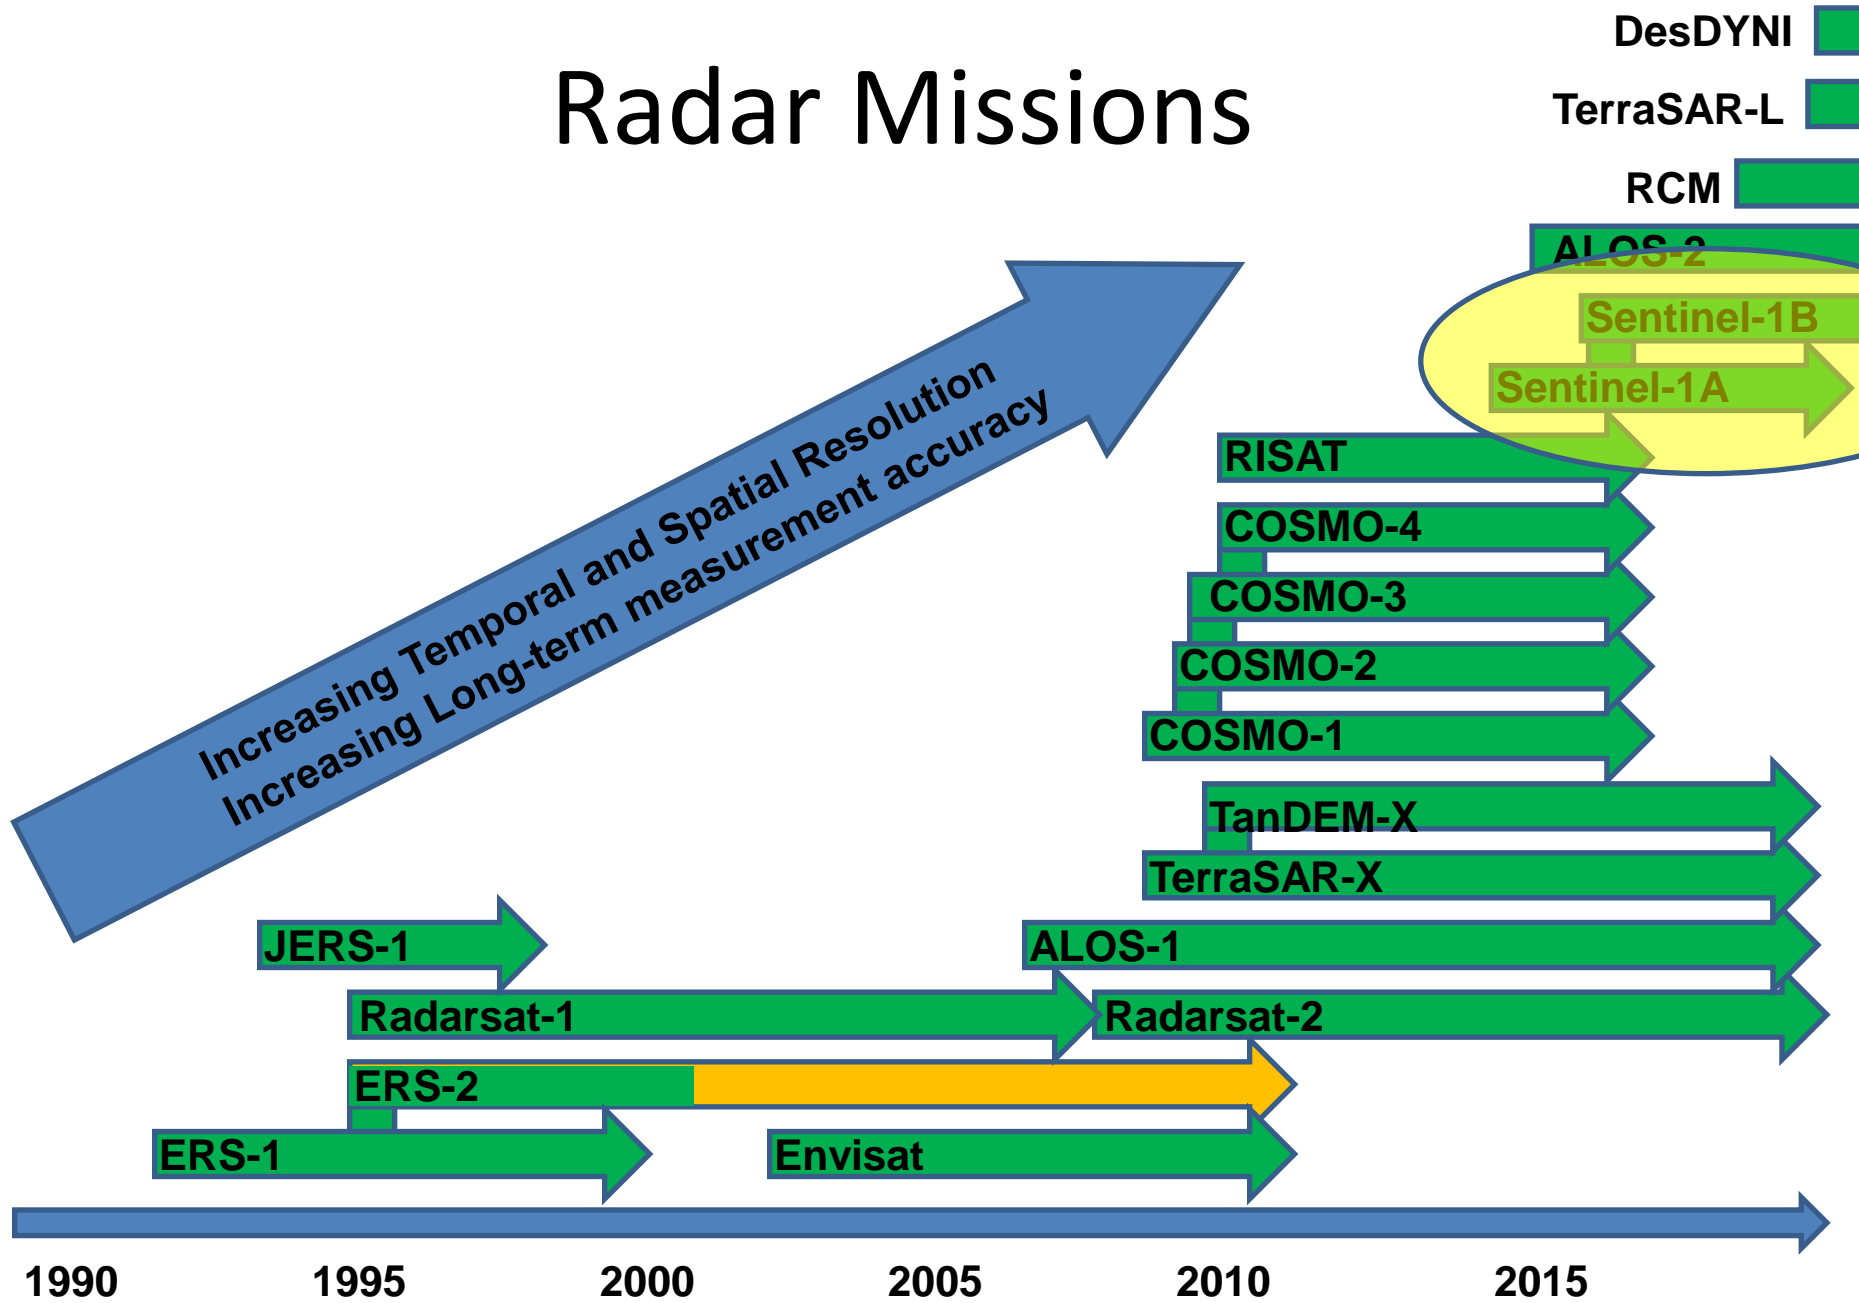 DesDYNI
Radar Missions
TerraSAR-L
RCM
ALOS-2
Sentinel-1B
Sentinel-1A
Increasing Temporal and Spatial Resolution
Increasing Long-term measurement accuracy
RISAT
COSMO-4
COSMO-3
COSMO-2
COSMO-1
TanDEM-X
TerraSAR-X
JERS-1
ALOS-1
Radarsat-1
Radarsat-2
ERS-2
ERS-1
Envisat
1990
1995
2000
2005
2010
2015